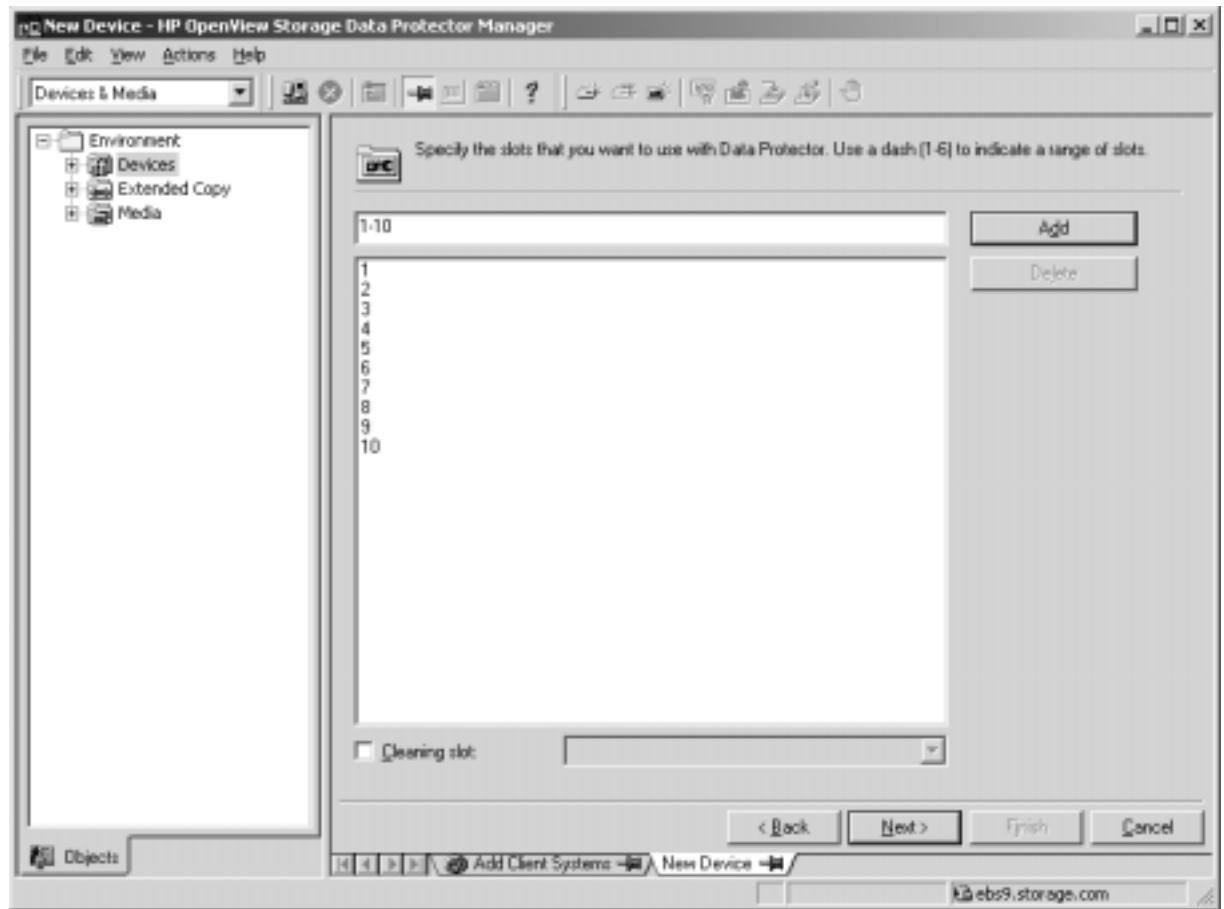 New Device - HP OpenView Storage Data Protector Manager
File Edit View Actions Help
Devices & Media
Environment
Devices
Extended Copy
Media
Specify the slots that you want to use with Data Protector. Use a dash (1-6) to indicate a range of slots.
1-10
Add
Delete
1
2
3
4
5
6
7
8
9
10
Cleaning slot:
< Back
Next >
Finish
Cancel
Objects
Add Client Systems
New Device
ebs9.storage.com